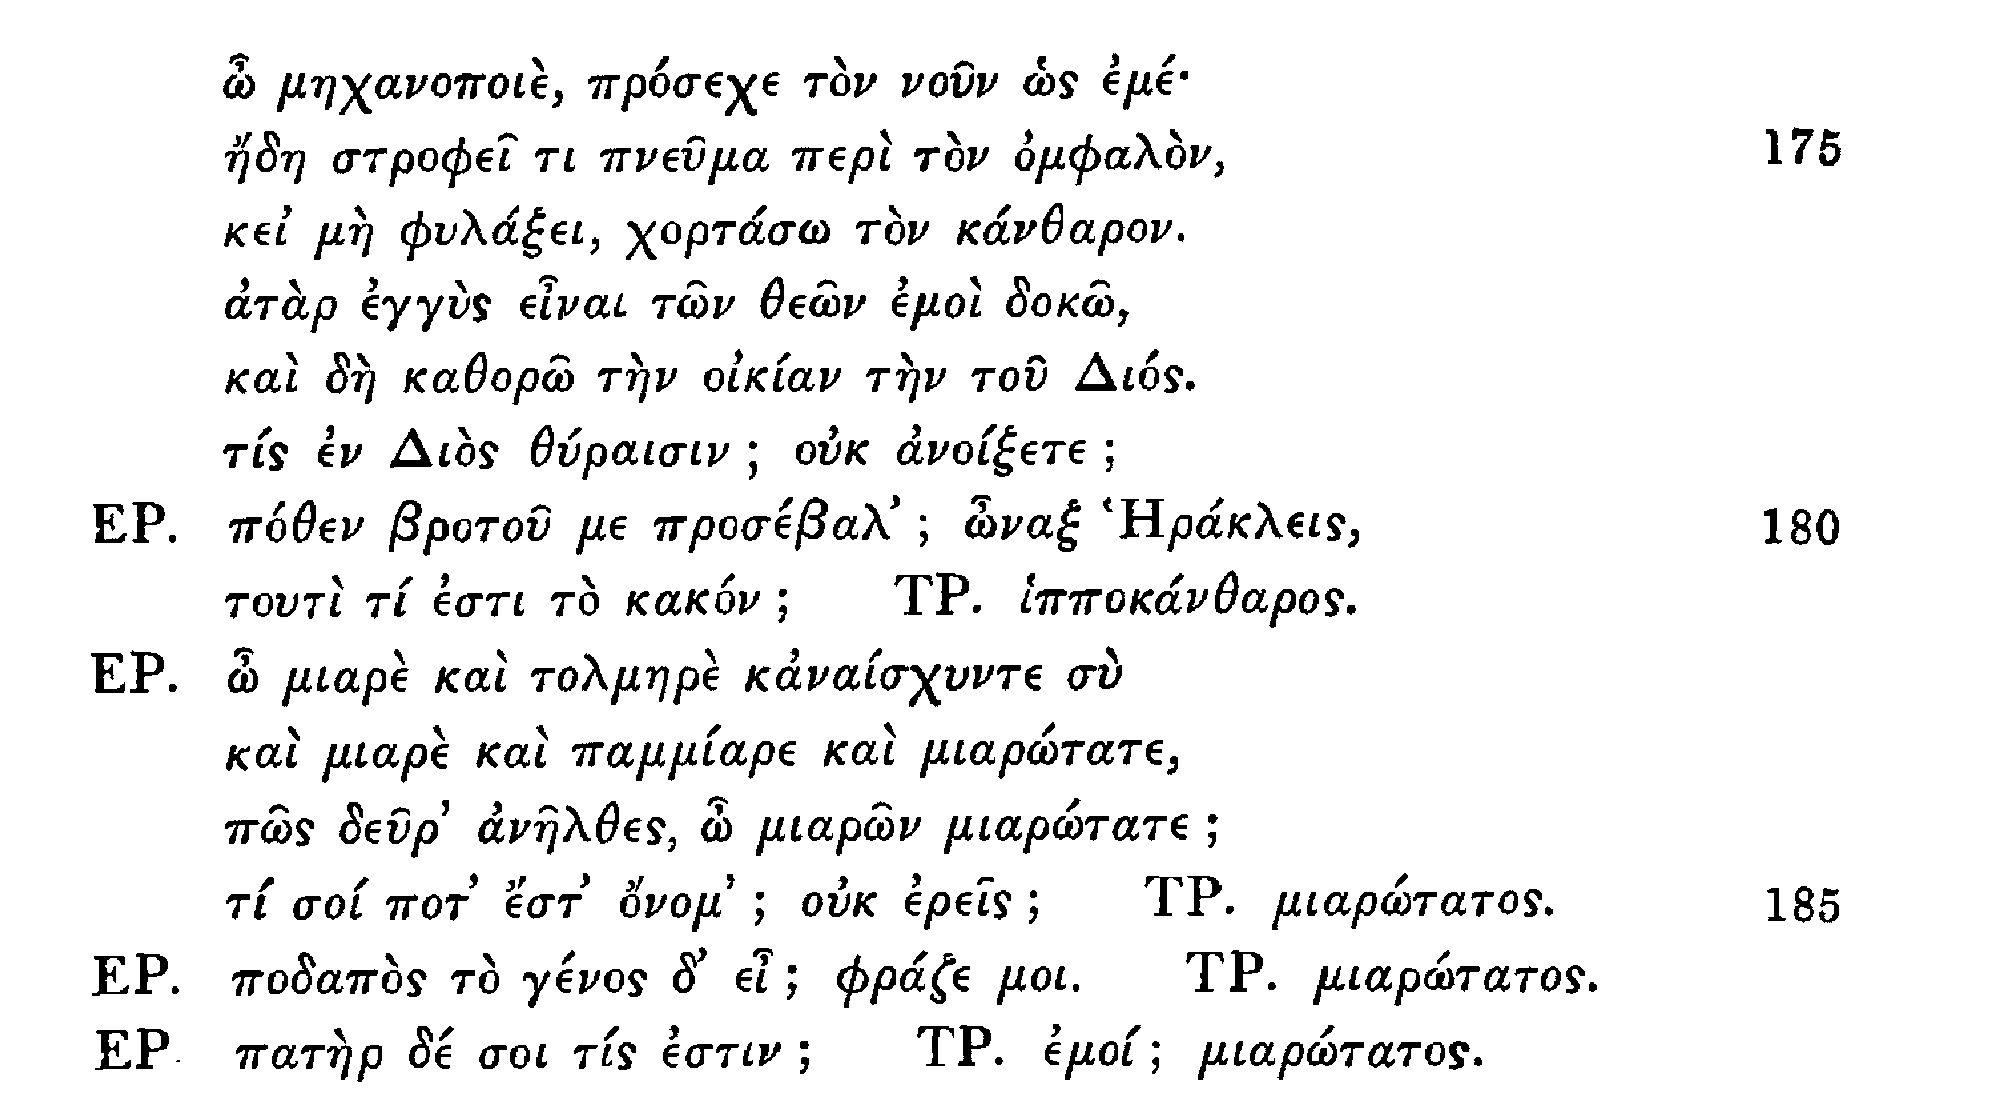 ὦ μηχανοποιὲ, πρόσεχε τὸν νοῦν ὡς ἐμέ·
ἤδη στροφεῖ τι πνεῦμα περὶ τὸν ὀμφαλὸν, 175
κεἰ μὴ φυλάξει, χορτάσω τὸν κάνθαρον.
ἀτὰρ ἐγγὺς εἶναι τῶν θεῶν ἐμοὶ δοκῶ,
καὶ δὴ καθορῶ τὴν οἰκίαν τὴν τοῦ Διός.
τίς ἐν Διὸς θύραισιν ; οὐκ ἀνοίξετε ;
ΕΡ. πόθεν βροτοῦ με προσέβαλ’ ; ὦναξ Ἡράκλεις, 180
τουτὶ τί ἐστι τὸ κακόν ; ΤΡ. ἱπποκάνθαρος.
ΕΡ. ὦ μιαρὲ καὶ τολμηρὲ κἀναίσχυντε σὺ
καὶ μιαρὲ καὶ παμμίαρε καὶ μιαρώτατε,
πῶς δεῦρ’ ἀνῆλθες, ὦ μιαρῶν μιαρώτατε ;
τί σοί ποτ’ ἔστ’ ὄνομ’ ; οὐκ ἐρεῖς ; ΤΡ. μιαρώτατος. 185
ΕΡ. ποδαπὸς τὸ γένος δ’ εἶ ; φράζε μοι. ΤΡ. μιαρώτατος.
ΕΡ. πατὴρ δέ σοι τίς ἐστιν ; ΤΡ. ἐμοί ; μιαρώτατος.